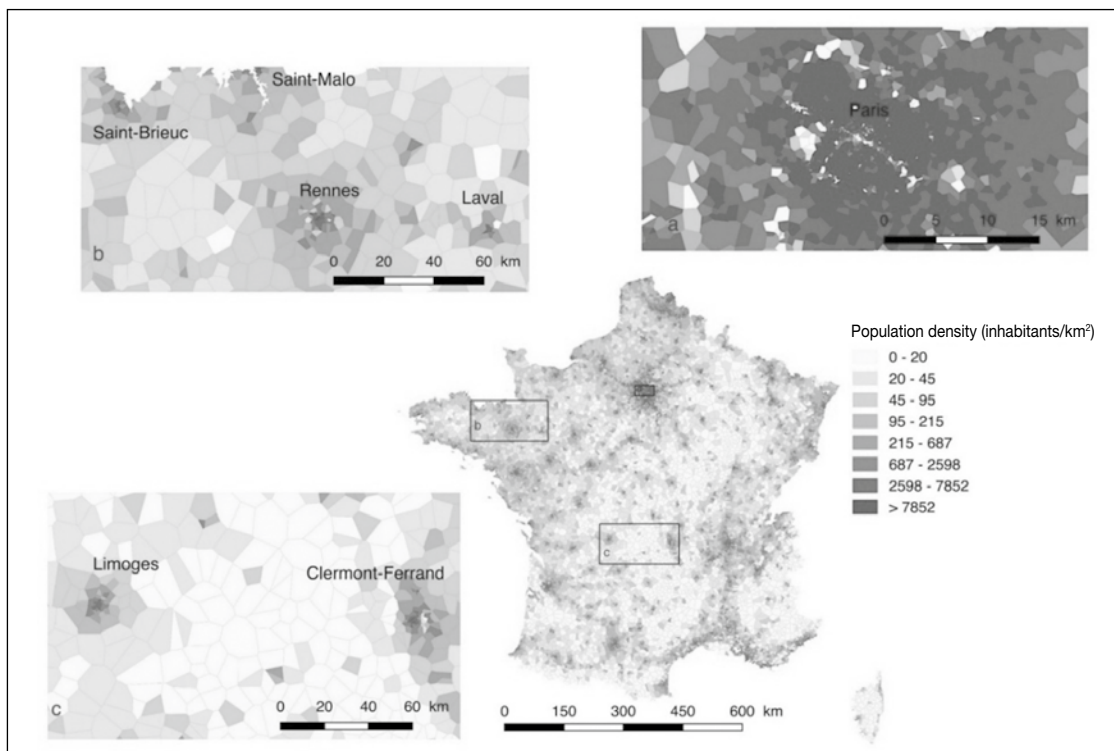 Saint-Malo
Saint-Brieuc
Rennes
Laval
b
0 20 40 60 km
Paris
a
0 5 10 15 km
Population density (inhabitants/km²)
0 - 20
20 - 45
45 - 95
95 - 215
215 - 687
687 - 2598
2598 - 7852
> 7852
b
c
Limoges
Clermont-Ferrand
c
0 20 40 60 km
0 150 300 450 600 km